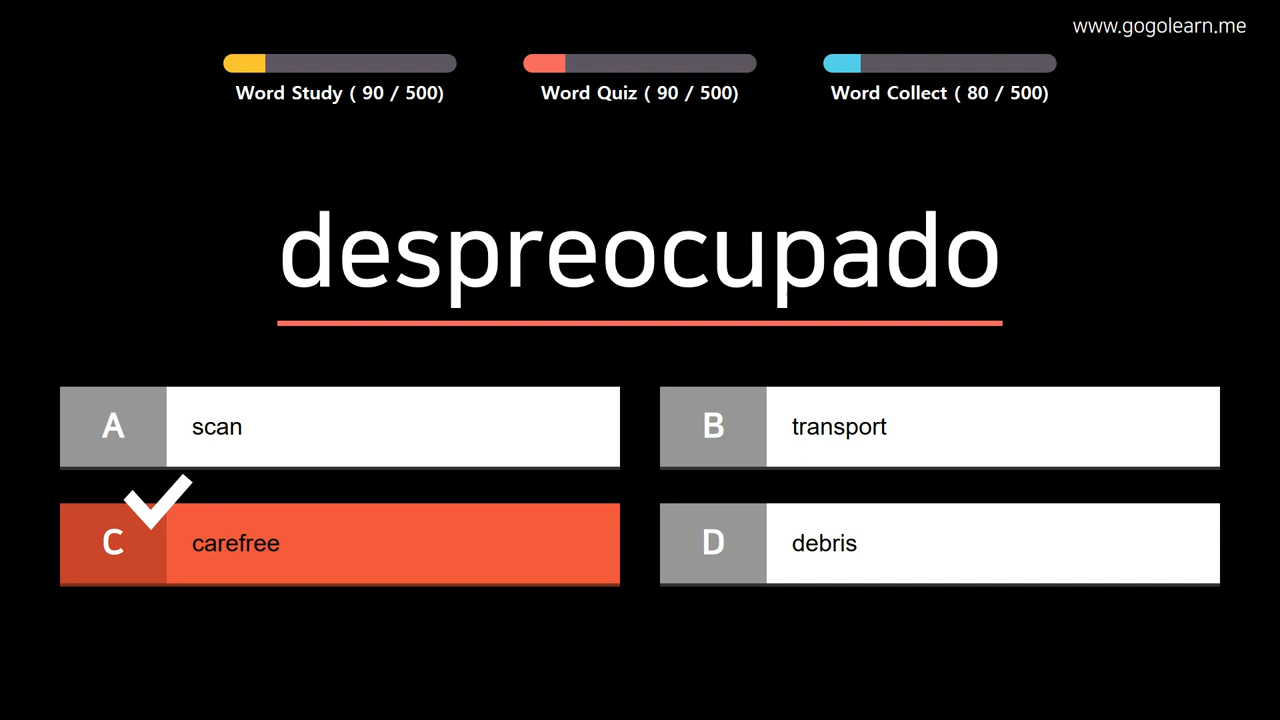 www.gogolearn.me
Word Study ( 90 / 500)
Word Quiz ( 90 / 500)
Word Collect ( 80 / 500)
despreocupado
A scan
B transport
C carefree
D debris